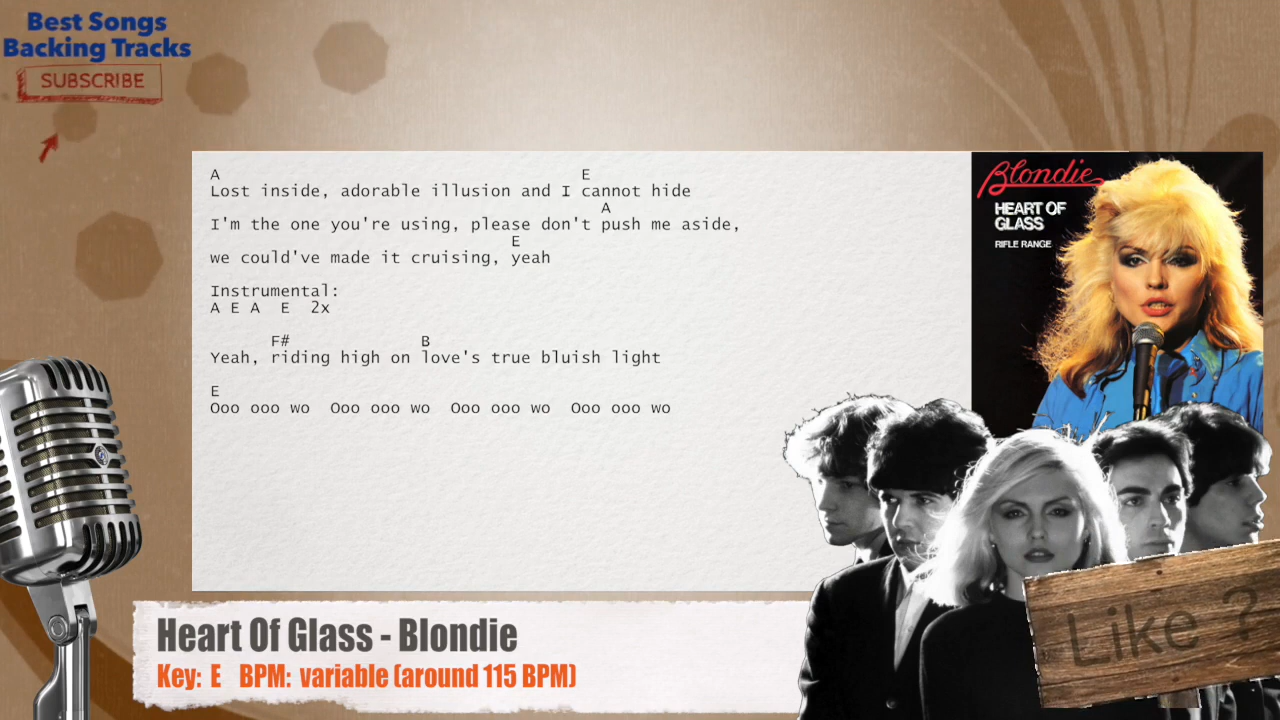 Best Songs
Backing Tracks
SUBSCRIBE
A E
Lost inside, adorable illusion and I cannot hide
A
I'm the one you're using, please don't push me aside,
E
we could've made it cruising, yeah
Instrumental:
A E A E 2x
F# B
Yeah, riding high on love's true bluish light
E
Ooo ooo wo Ooo ooo wo Ooo ooo wo Ooo ooo wo
Blondie
HEART OF
GLASS
RIFLE RANGE
Like ?
Heart Of Glass - Blondie
Key: E BPM: variable (around 115 BPM)